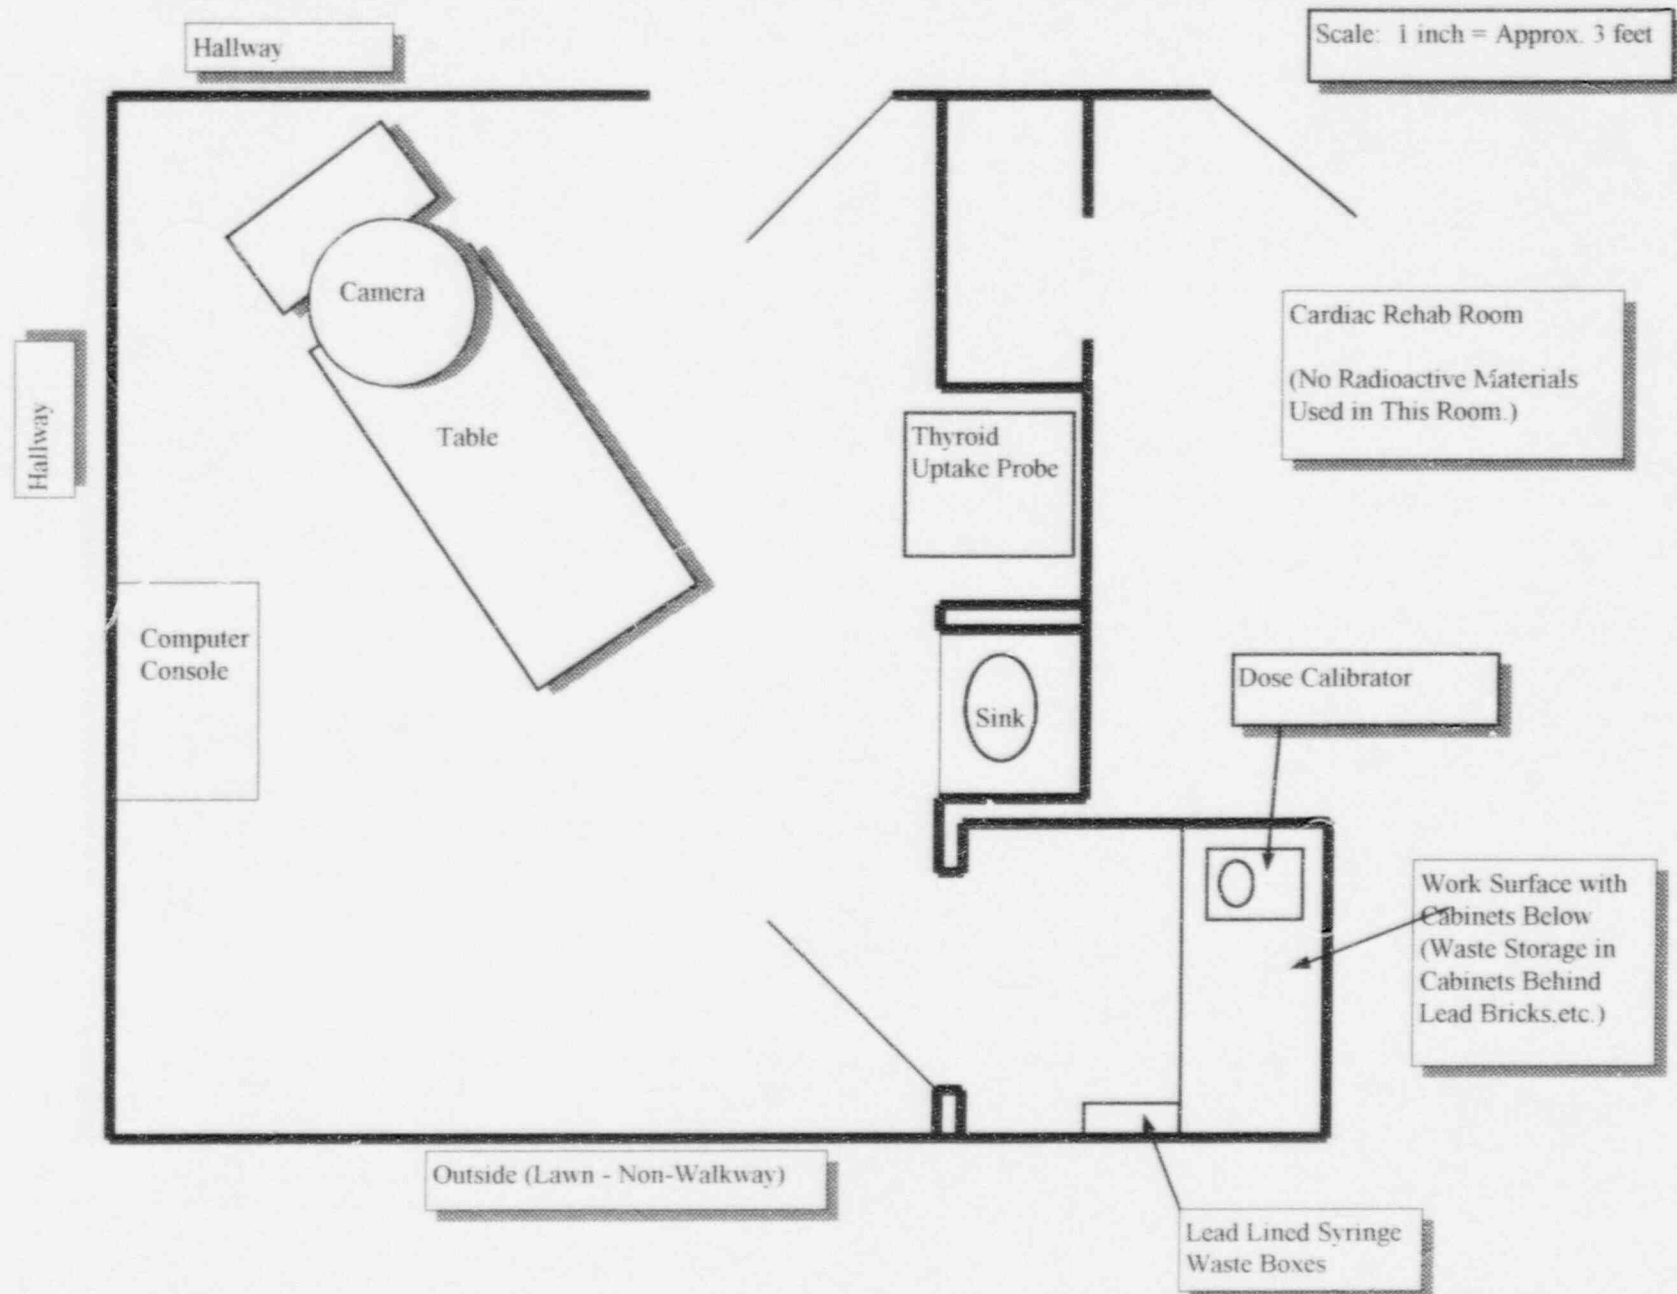 Hallway
Scale: 1 inch = Approx. 3 feet
Camera
Cardiac Rehab Room
(No Radioactive Materials
Used in This Room.)
Hallway
Table
Thyroid
Uptake Probe
Computer
Console
Sink
Dose Calibrator
Work Surface with
Cabinets Below
(Waste Storage in
Cabinets Behind
Lead Bricks,etc.)
Outside (Lawn - Non-Walkway)
Lead Lined Syringe
Waste Boxes